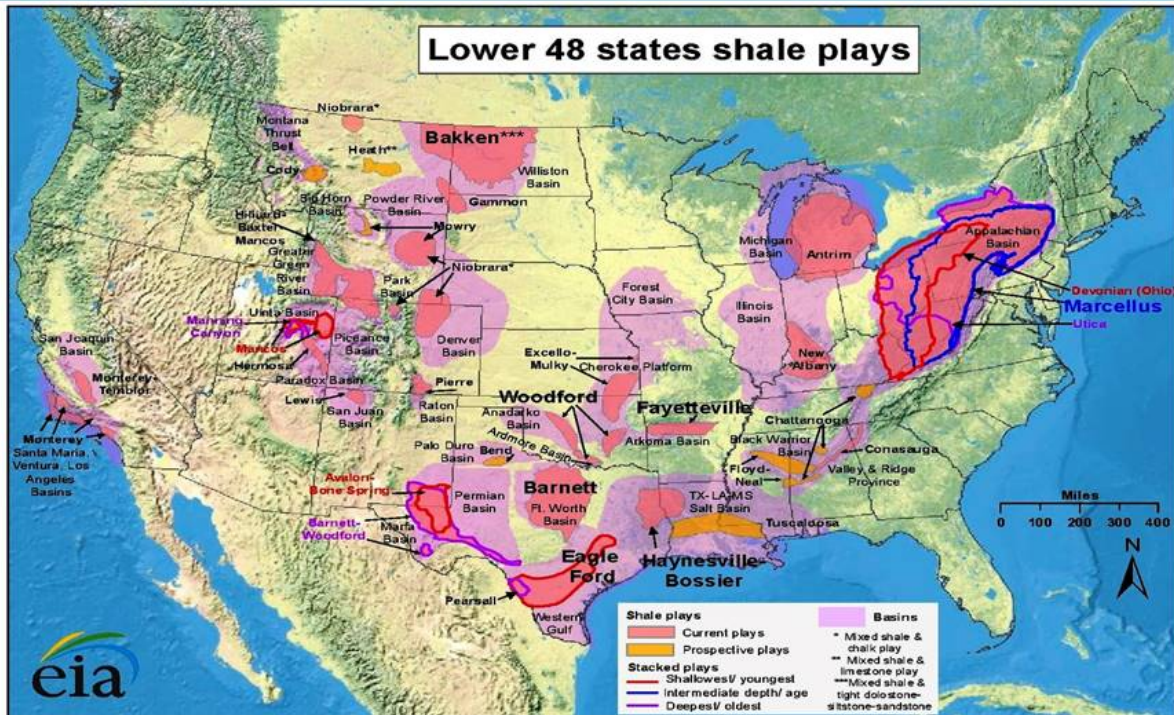 Lower 48 states shale plays
Niobrara*
Montana
Thrust
Belt
Cody
Heath**
Bakken***
Williston
Basin
Big Horn
Basin
Powder River
Basin
Gammon
Mowry
Hilliard-
Baxter
Mancos
Greater
Green
River
Basin
Niobrara*
Park
Basin
Uinta Basin
Manning
Canyon
Mancos
Piceance
Basin
Denver
Basin
Hermosa
Paradox Basin
Lewis
San Juan
Basin
Pierre
Raton
Basin
San Joaquin
Basin
Monterey-
Temblor
Monterey
Santa Maria,
Ventura, Los
Angeles
Basins
Forest
City Basin
Excello-
Mulky
Cherokee Platform
Woodford
Anadarko
Basin
Ardmore Basin
Arkoma Basin
Fayetteville
Palo Duro
Basin
Bend
Avalon-
Bone Spring
Permian
Basin
Barnett-
Woodford
Marfa
Basin
Barnett
Ft. Worth
Basin
Eagle
Ford
Pearsall
Western
Gulf
Haynesville-
Bossier
TX-LA-MS
Salt Basin
Tuscaloosa
Michigan
Basin
Antrim
Illinois
Basin
New
Albany
Appalachian
Basin
Devonian (Ohio)
Marcellus
Utica
Chattanooga
Black Warrior
Basin
Floyd-
Neal
Conasauga
Valley & Ridge
Province
Miles
0 100 200 300 400
N
Shale plays
Current plays
Prospective plays
Stacked plays
Shallowest/ youngest
Intermediate depth/ age
Deepest/ oldest
Basins
* Mixed shale &
chalk play
** Mixed shale &
limestone play
***Mixed shale &
tight dolostone-
siltstone-sandstone
eia